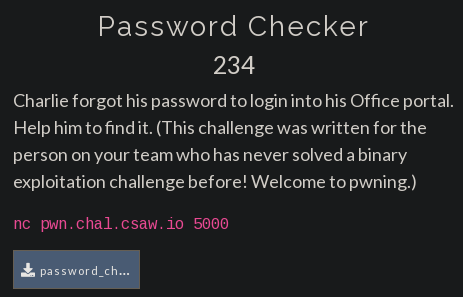 Password Checker
234
Charlie forgot his password to login into his Office portal.
Help him to find it. (This challenge was written for the
person on your team who has never solved a binary
exploitation challenge before! Welcome to pwning.)
nc pwn.chal.csaw.io 5000
password_ch...